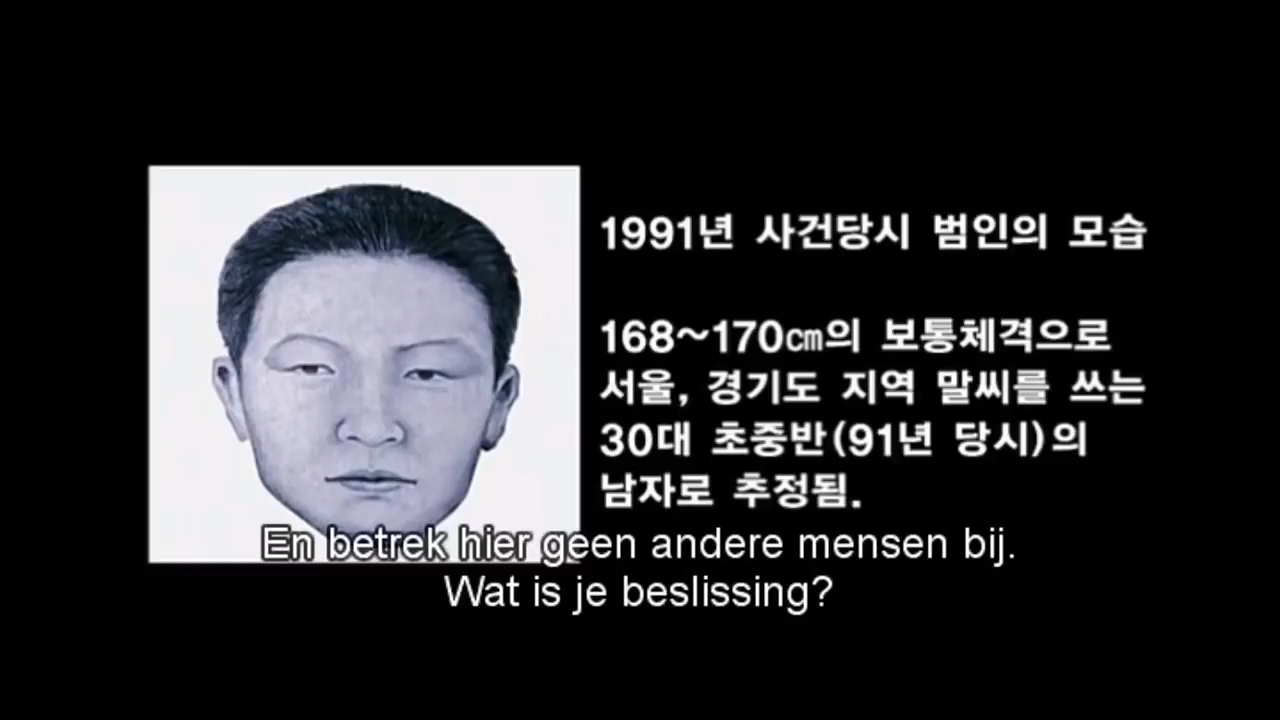 1991년 사건당시 범인의 모습
168~170㎝의 보통체격으로
서울, 경기도 지역 말씨를 쓰는
30대 초중반(91년 당시)의
남자로 추정됨.
En betrek hier geen andere mensen bij.
Wat is je beslissing?